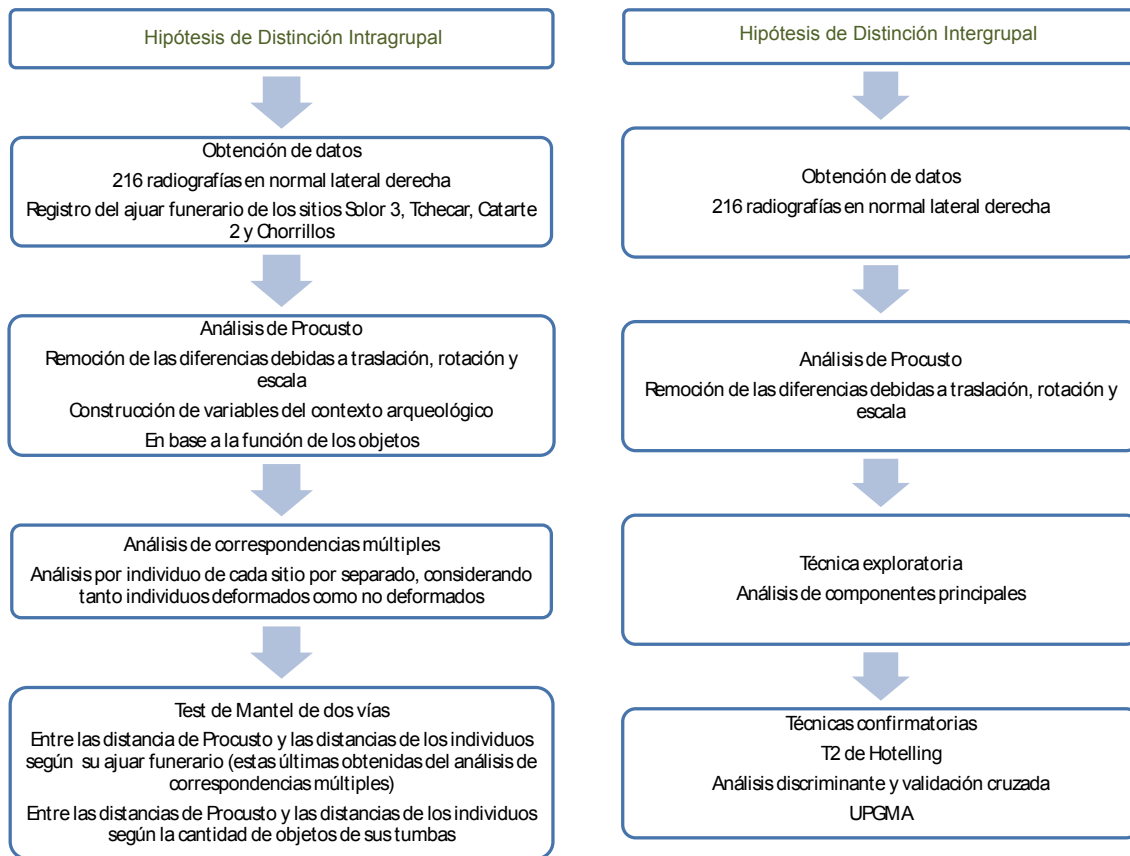 Hipótesis de Distinción Intragrupal
Obtención de datos
216 radiografías en normal lateral derecha
Registro del ajuar funerario de los sitios Solor 3, Tchecar, Catarte
2 y Chorrillos
Análisis de Procusto
Remoción de las diferencias debidas a traslación, rotación y
escala
Construcción de variables del contexto arqueológico
En base a la función de los objetos
Análisis de correspondencias múltiples
Análisis por individuo de cada sitio por separado, considerando
tanto individuos deformados como no deformados
Test de Mantel de dos vías
Entre las distancia de Procusto y las distancias de los individuos
según su ajuar funerario (estas últimas obtenidas del análisis de
correspondencias múltiples)
Entre las distancias de Procusto y las distancias de los individuos
según la cantidad de objetos de sus tumbas
Hipótesis de Distinción Intergrupal
Obtención de datos
216 radiografías en normal lateral derecha
Análisis de Procusto
Remoción de las diferencias debidas a traslación, rotación y
escala
Técnica exploratoria
Análisis de componentes principales
Técnicas confirmatorias
T2 de Hotelling
Análisis discriminante y validación cruzada
UPGMA